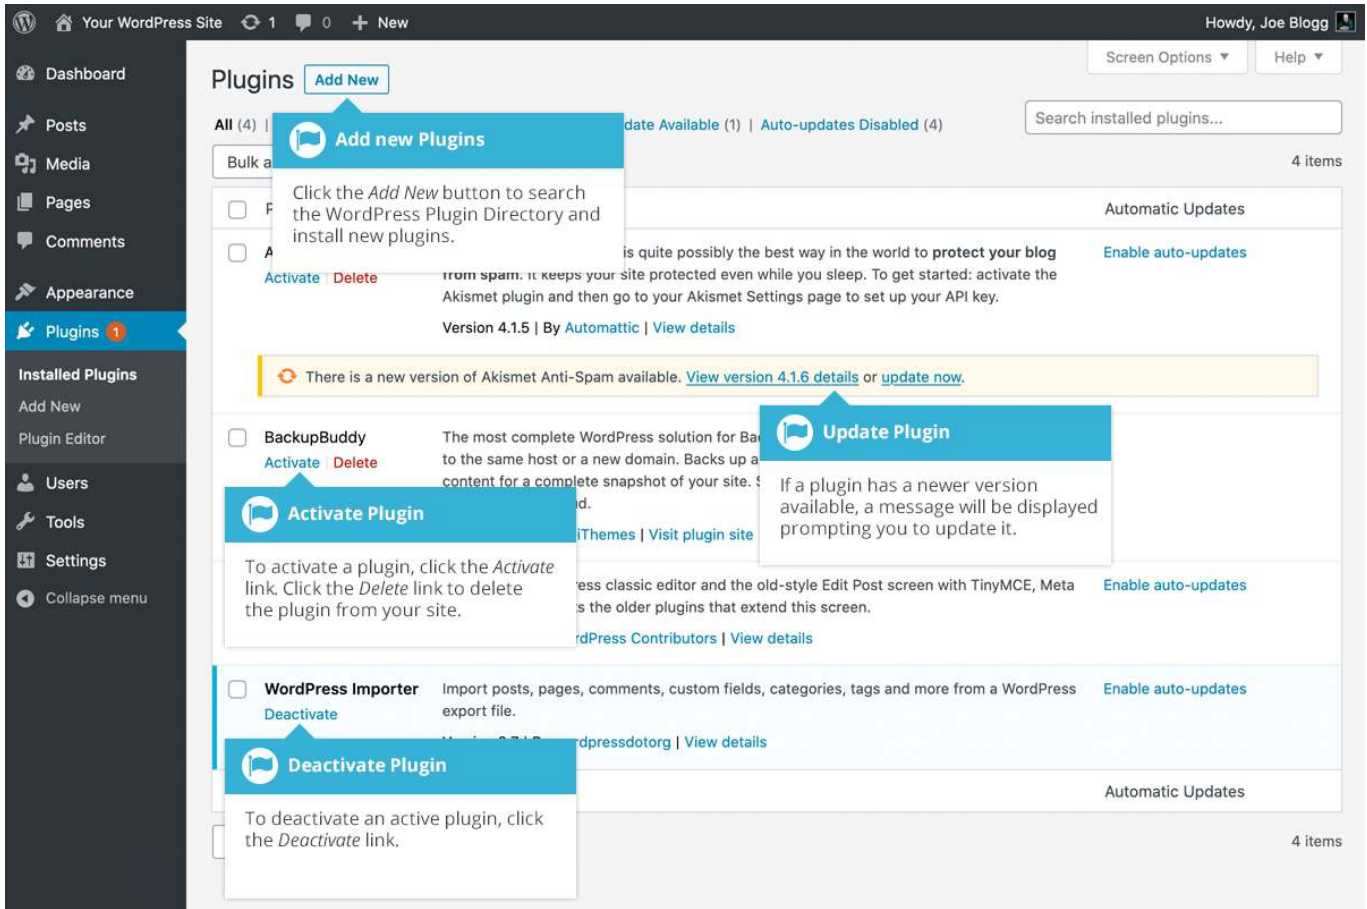 Your WordPress Site 1 0 + New Howdy, Joe Blogg
Screen Options ▼ Help ▼
Dashboard
Posts
Media
Pages
Comments
Appearance
Plugins 1
Installed Plugins
Add New
Plugin Editor
Users
Tools
Settings
Collapse menu
Plugins Add New
All (4) | date Available (1) | Auto-updates Disabled (4)
Search installed plugins...
Bulk a
4 items
Add new Plugins
Click the Add New button to search
the WordPress Plugin Directory and
install new plugins.
Automatic Updates
is quite possibly the best way in the world to protect your blog
Enable auto-updates
Activate | Delete
from spam. It keeps your site protected even while you sleep. To get started: activate the
Akismet plugin and then go to your Akismet Settings page to set up your API key.
Version 4.1.5 | By Automattic | View details
There is a new version of Akismet Anti-Spam available. View version 4.1.6 details or update now.
Update Plugin
If a plugin has a newer version
available, a message will be displayed
prompting you to update it.
BackupBuddy
Activate | Delete
The most complete WordPress solution for Ba
to the same host or a new domain. Backs up a
content for a complete snapshot of your site. S
d.
iThemes | Visit plugin site
Activate Plugin
To activate a plugin, click the Activate
link. Click the Delete link to delete
the plugin from your site.
ress classic editor and the old-style Edit Post screen with TinyMCE, Meta
Enable auto-updates
s the older plugins that extend this screen.
rdPress Contributors | View details
WordPress Importer
Deactivate
Import posts, pages, comments, custom fields, categories, tags and more from a WordPress
export file.
Enable auto-updates
dpressdotorg | View details
Deactivate Plugin
To deactivate an active plugin, click
the Deactivate link.
Automatic Updates
4 items